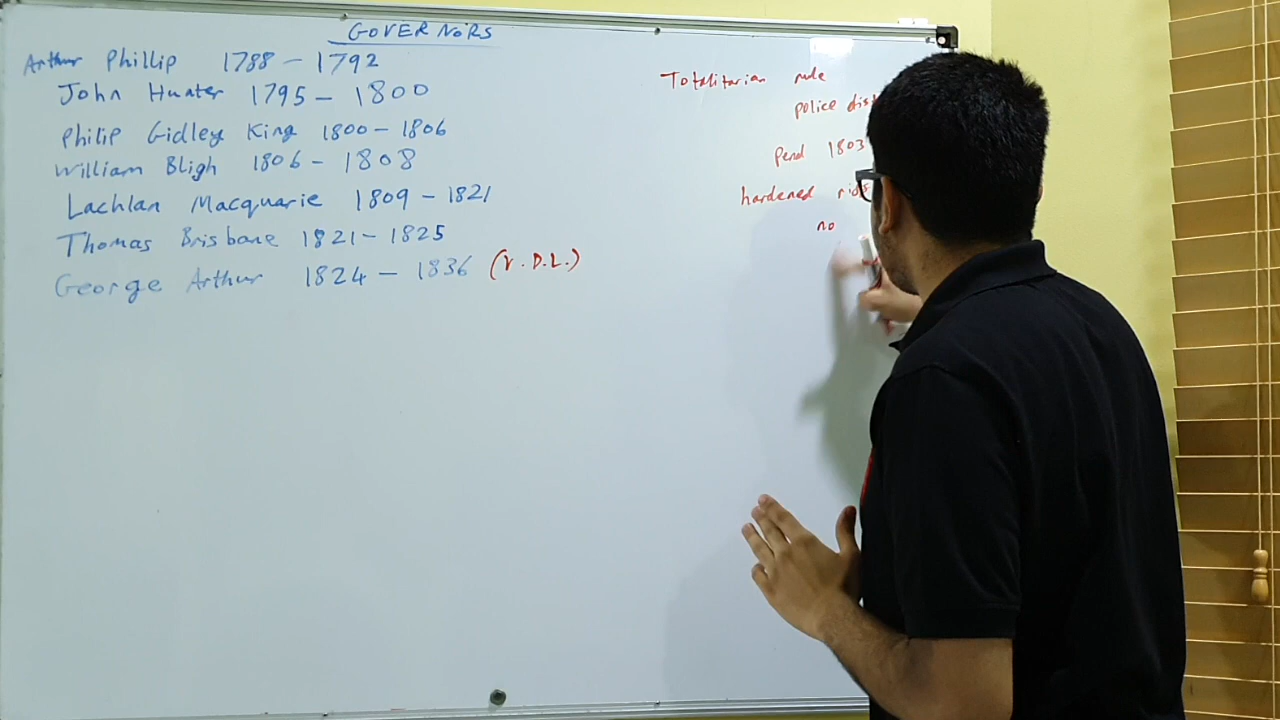 GOVERNORS
Arthur Phillip 1788 – 1792
John Hunter 1795 – 1800
Philip Gidley King 1800 – 1806
William Bligh 1806 – 1808
Lachlan Macquarie 1809 – 1821
Thomas Brisbane 1821 – 1825
George Arthur 1824 – 1836 (V.D.L.)
Totalitarian rule
police
Penal 1803
hardened
no